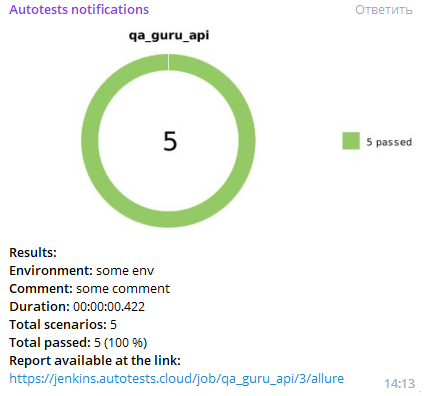 Autotests notifications
Ответить
qa_guru_api
5
5 passed
Results:
Environment: some env
Comment: some comment
Duration: 00:00:00.422
Total scenarios: 5
Total passed: 5 (100 %)
Report available at the link:
https://jenkins.autotests.cloud/job/qa_guru_api/3/allure
14:13